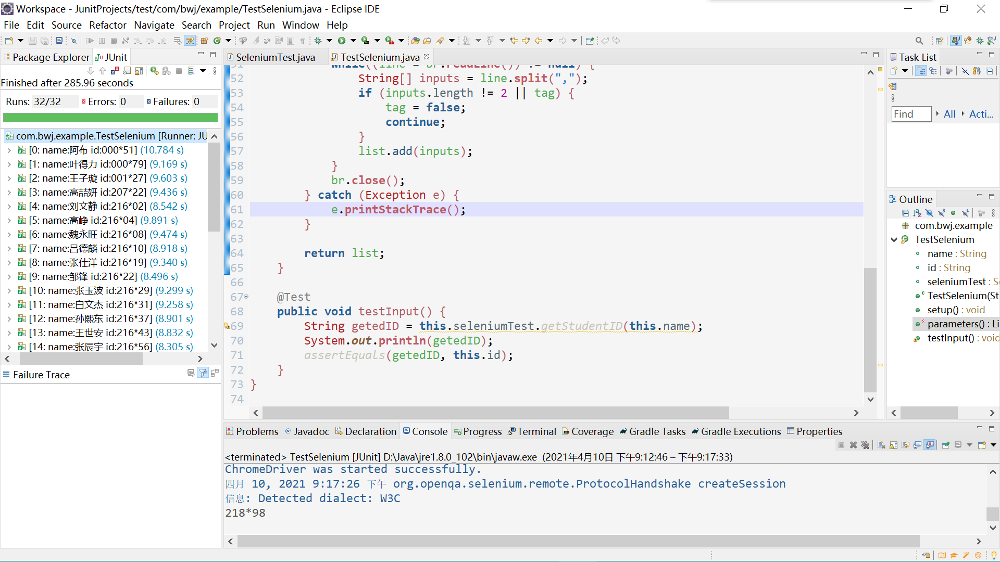 Workspace - JunitProjects/test/com/bwj/example/TestSelenium.java - Eclipse IDE
File Edit Source Refactor Navigate Search Project Run Window Help
Package Explorer JUnit
Finished after 285.96 seconds
Runs: 32/32 Errors: 0 Failures: 0
com.bwj.example.TestSelenium [Runner: JU
[0: name:阿布 id:000*51] (10.784 s)
[1: name:叶得力 id:000*79] (9.169 s)
[2: name:王子璇 id:001*27] (9.603 s)
[3: name:高喆妍 id:207*22] (9.436 s)
[4: name:刘文静 id:216*02] (8.542 s)
[5: name:高峥 id:216*04] (9.891 s)
[6: name:魏永旺 id:216*08] (9.474 s)
[7: name:吕德麟 id:216*10] (8.918 s)
[8: name:张仕洋 id:216*19] (9.340 s)
[9: name:邹锋 id:216*22] (8.496 s)
[10: name:张玉波 id:216*29] (9.299 s)
[11: name:白文杰 id:216*31] (9.258 s)
[12: name:孙熙东 id:216*37] (8.901 s)
[13: name:王世安 id:216*43] (8.832 s)
[14: name:张辰宇 id:216*56] (8.305 s)
Failure Trace
SeleniumTest.java TestSelenium.java
51 while((line = br.readLine()) != null) {
52 String[] inputs = line.split(",");
53 if (inputs.length != 2 || tag) {
54 tag = false;
55 continue;
56 }
57 list.add(inputs);
58 }
59 br.close();
60 } catch (Exception e) {
61 e.printStackTrace();
62 }
63
64 return list;
65 }
66
67 @Test
68 public void testInput() {
69 String getedID = this.seleniumTest.getStudentID(this.name);
70 System.out.println(getedID);
71 assertEquals(getedID, this.id);
72 }
73 }
74
Task List
Find All Acti...
Outline
com.bwj.example
TestSelenium
name : String
id : String
seleniumTest : S
TestSelenium(St
setup() : void
parameters() : Li
testInput() : void
Problems Javadoc Declaration Console Progress Terminal Coverage Gradle Tasks Gradle Executions Properties
<terminated> TestSelenium [JUnit] D:\Java\jre1.8.0_102\bin\javaw.exe (2021年4月10日 下午9:12:46 – 下午9:17:33)
ChromeDriver was started successfully.
四月 10, 2021 9:17:26 下午 org.openqa.selenium.remote.ProtocolHandshake createSession
信息: Detected dialect: W3C
218*98